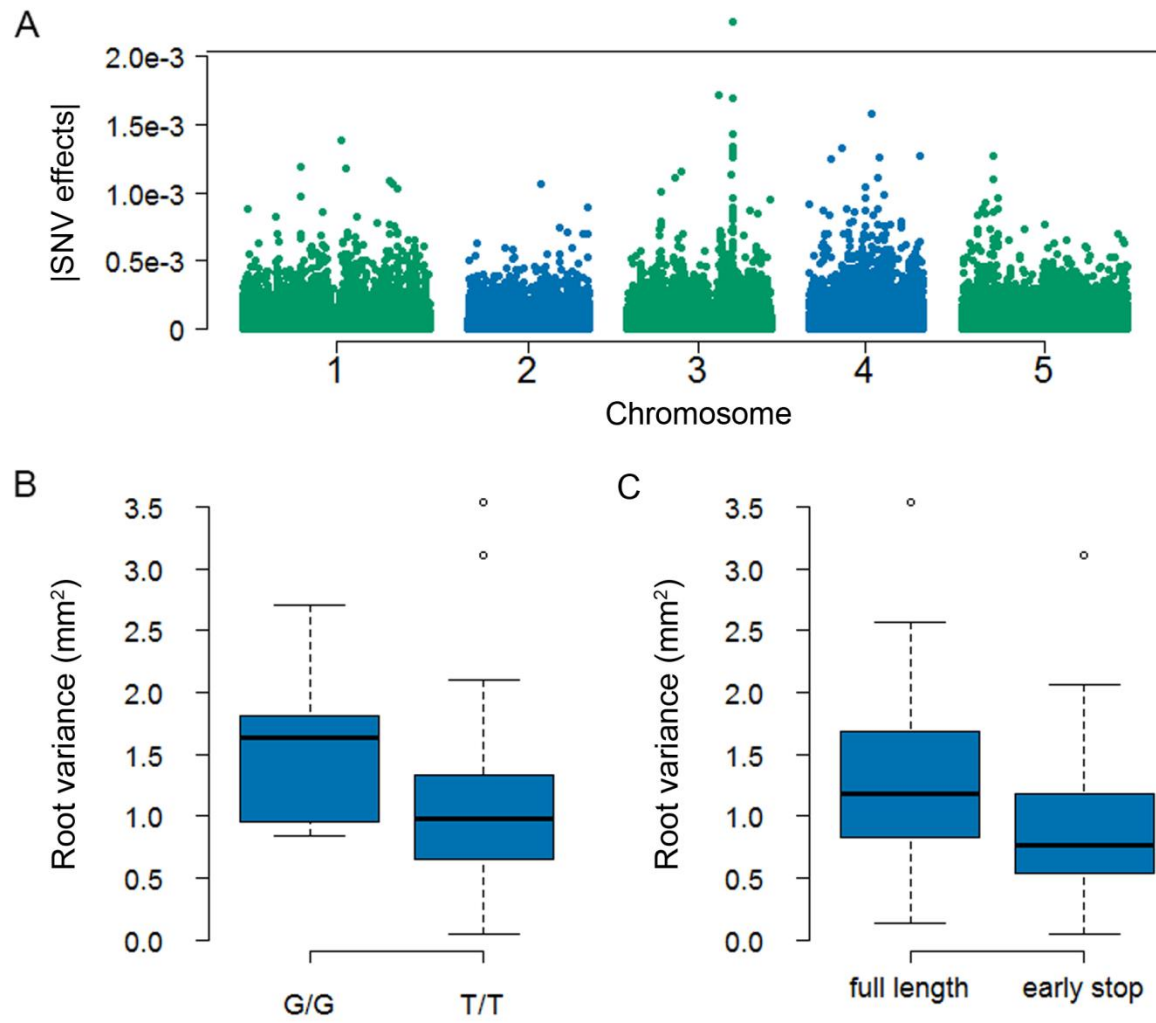 A
|SNV effects|
2.0e-3
1.5e-3
1.0e-3
0.5e-3
0
1 2 3 4 5
Chromosome
B
Root variance (mm²)
3.5
3.0
2.5
2.0
1.5
1.0
0.5
0.0
G/G T/T
C
Root variance (mm²)
3.5
3.0
2.5
2.0
1.5
1.0
0.5
0.0
full length early stop